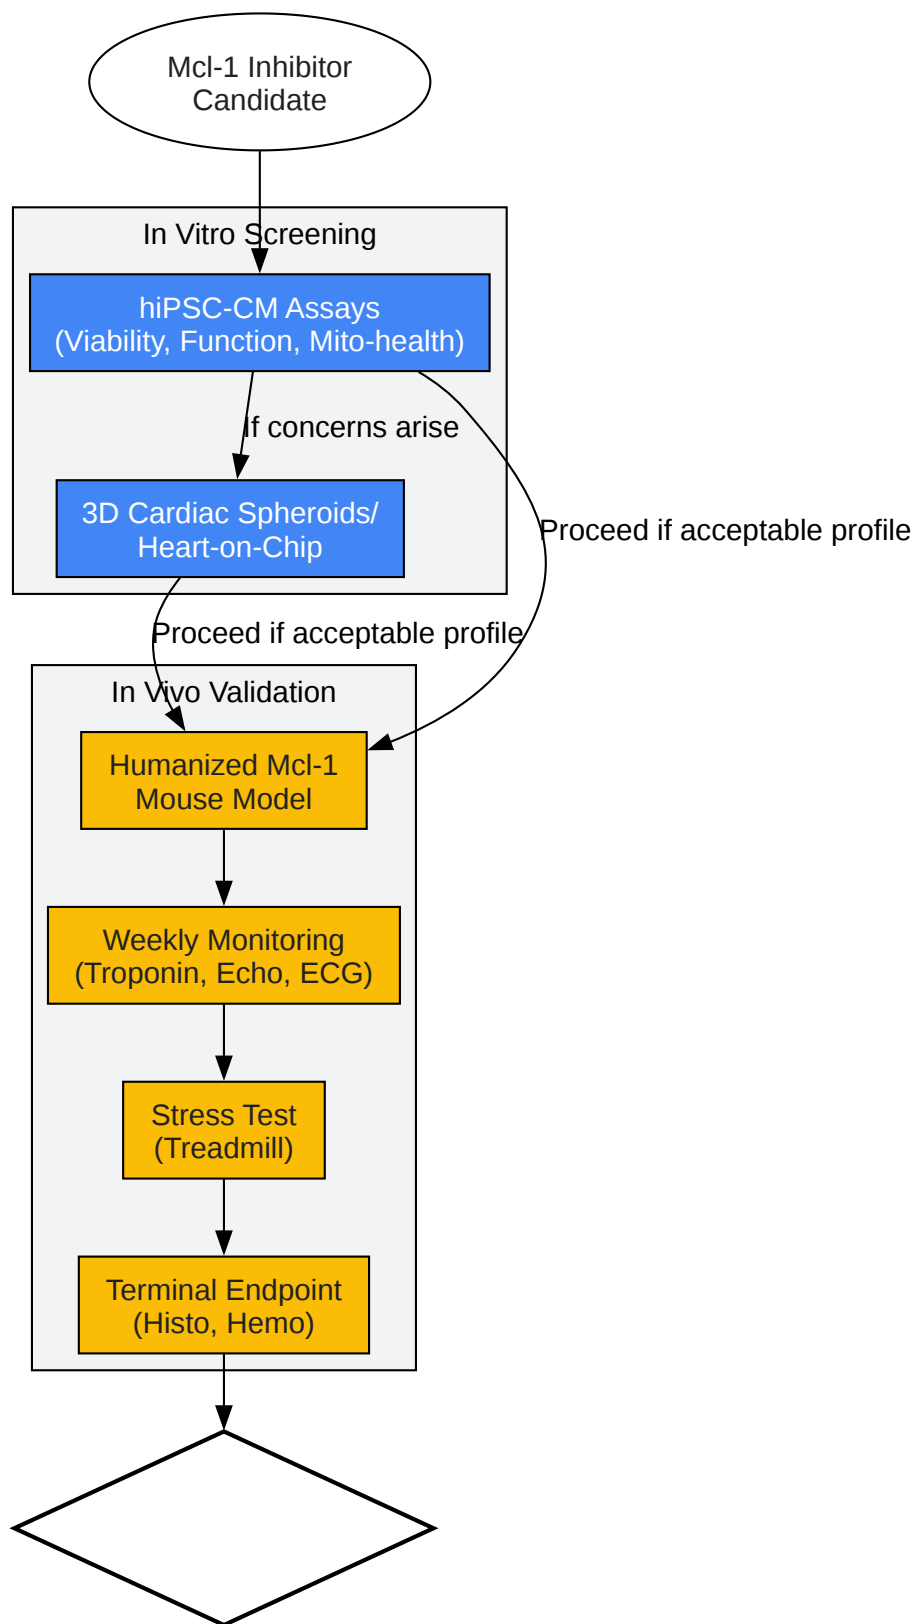 Mcl-1 Inhibitor
Candidate
In Vitro Screening
hiPSC-CM Assays
(Viability, Function, Mito-health)
If concerns arise
3D Cardiac Spheroids/
Heart-on-Chip
Proceed if acceptable profile
Proceed if acceptable profile
In Vivo Validation
Humanized Mcl-1
Mouse Model
Weekly Monitoring
(Troponin, Echo, ECG)
Stress Test
(Treadmill)
Terminal Endpoint
(Histo, Hemo)